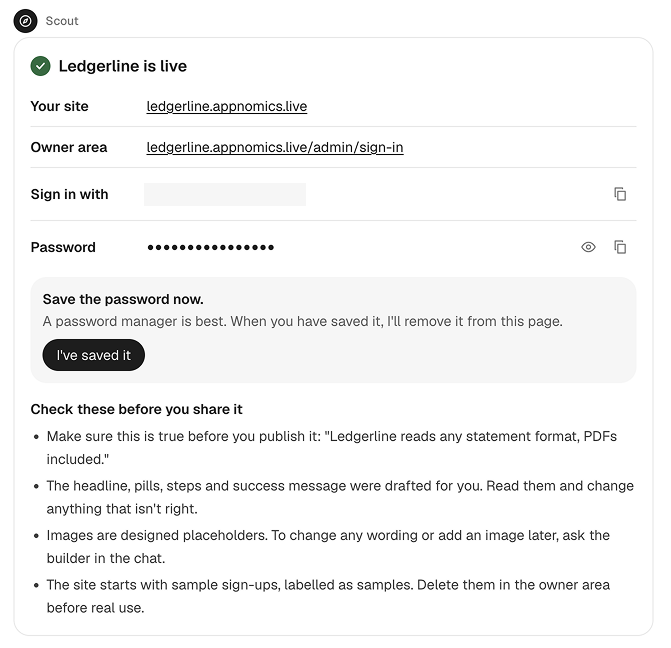 Scout
Ledgerline is live
Your site ledgerline.appnomics.live
Owner area ledgerline.appnomics.live/admin/sign-in
Sign in with
Password ••••••••••••••••
Save the password now.
A password manager is best. When you have saved it, I'll remove it from this page.
I've saved it
Check these before you share it
• Make sure this is true before you publish it: "Ledgerline reads any statement format, PDFs
included."
• The headline, pills, steps and success message were drafted for you. Read them and change
anything that isn't right.
• Images are designed placeholders. To change any wording or add an image later, ask the
builder in the chat.
• The site starts with sample sign-ups, labelled as samples. Delete them in the owner area
before real use.